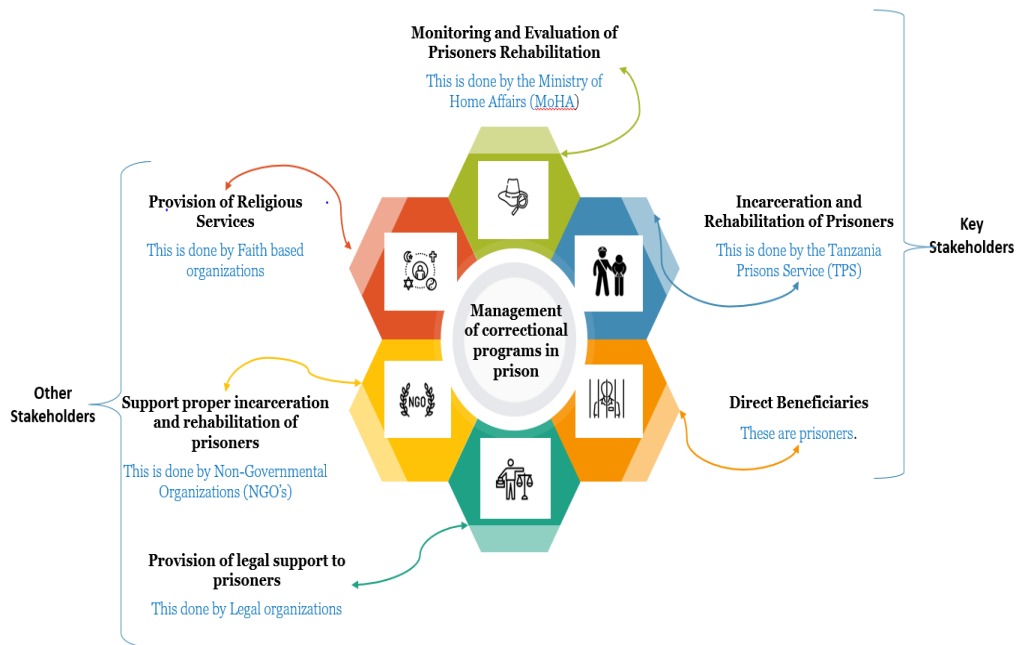 Monitoring and Evaluation of
Prisoners Rehabilitation
This is done by the Ministry of
Home Affairs (MoHA)
Provision of Religious
Services
This is done by Faith based
organizations
Incarceration and
Rehabilitation of Prisoners
This is done by the Tanzania
Prisons Service (TPS)
Key
Stakeholders
Management
of correctional
programs in
prison
Other
Stakeholders
Support proper incarceration
and rehabilitation of
prisoners
This is done by Non-Governmental
Organizations (NGO's)
NGO
Direct Beneficiaries
These are prisoners.
Provision of legal support to
prisoners
This done by Legal organizations